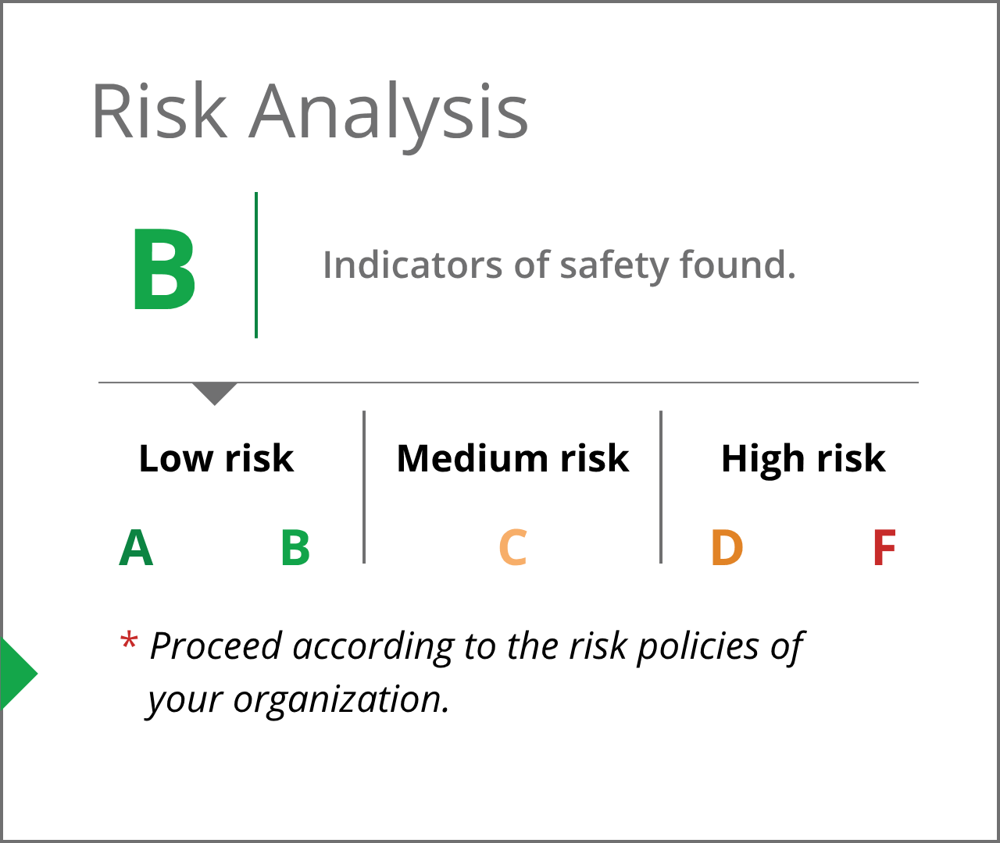 Risk Analysis
B
Indicators of safety found.
Low risk
Medium risk
High risk
A
B
C
D
F
* Proceed according to the risk policies of
your organization.